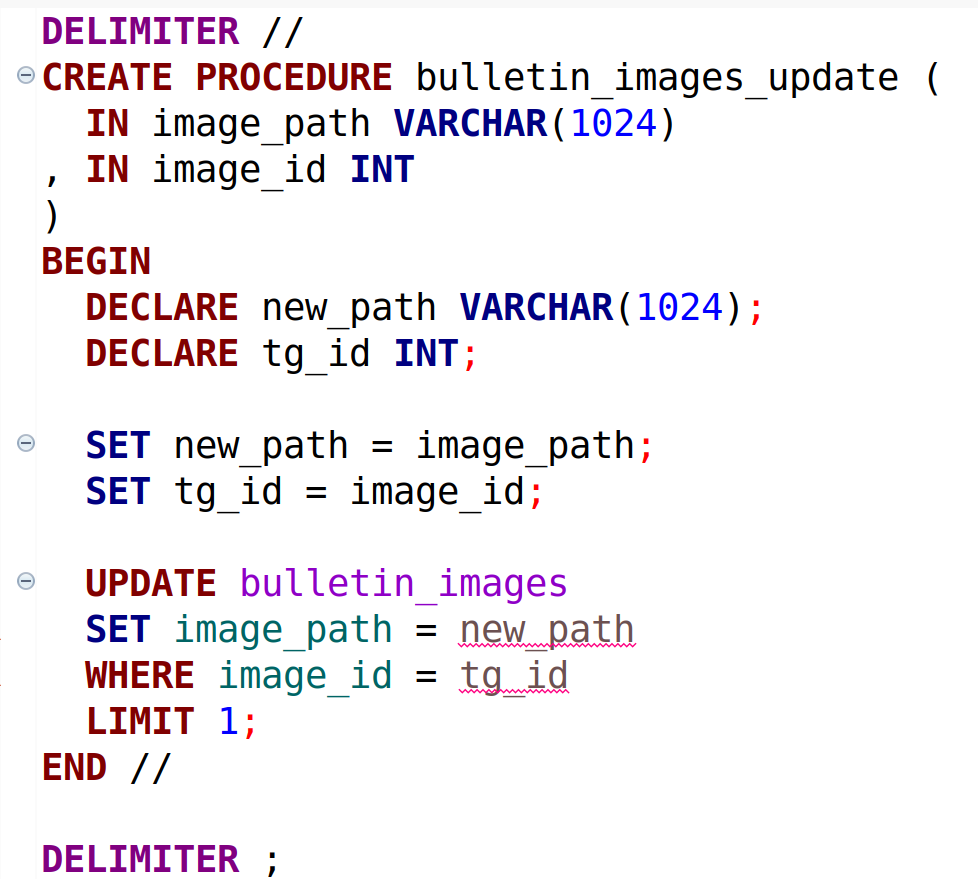 DELIMITER //
CREATE PROCEDURE bulletin_images_update (
  IN image_path VARCHAR(1024)
, IN image_id INT
)
BEGIN
  DECLARE new_path VARCHAR(1024);
  DECLARE tg_id INT;

  SET new_path = image_path;
  SET tg_id = image_id;

  UPDATE bulletin_images
  SET image_path = new_path
  WHERE image_id = tg_id
  LIMIT 1;
END //

DELIMITER ;